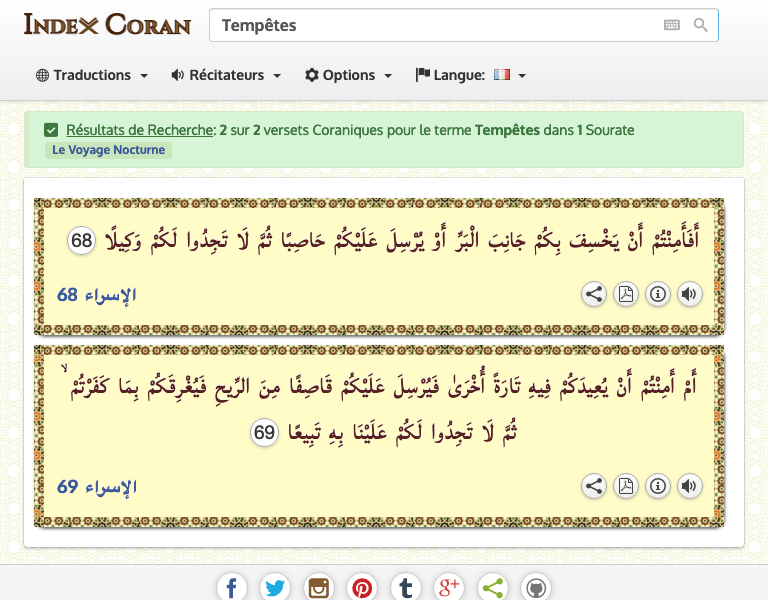 INDEX CORAN
Tempêtes
Traductions Récitateurs Options Langue:
Résultats de Recherche: 2 sur 2 versets Coraniques pour le terme Tempêtes dans 1 Sourate
Le Voyage Nocturne
أَفَأَمِنْتُمْ أَنْ يَخْسِفَ بِكُمْ جَانِبَ الْبَرِّ أَوْ يُرْسِلَ عَلَيْكُمْ حَاصِبًا ثُمَّ لَا تَجِدُوا لَكُمْ وَكِيلًا 68
الإسراء 68
أَمْ أَمِنْتُمْ أَنْ يُعِيدَكُمْ فِيهِ تَارَةً أُخْرَىٰ فَيُرْسِلَ عَلَيْكُمْ قَاصِفًا مِنَ الرِّيحِ فَيُغْرِقَكُمْ بِمَا كَفَرْتُمْ ۙ
ثُمَّ لَا تَجِدُوا لَكُمْ عَلَيْنَا بِهِ تَبِيعًا 69
الإسراء 69